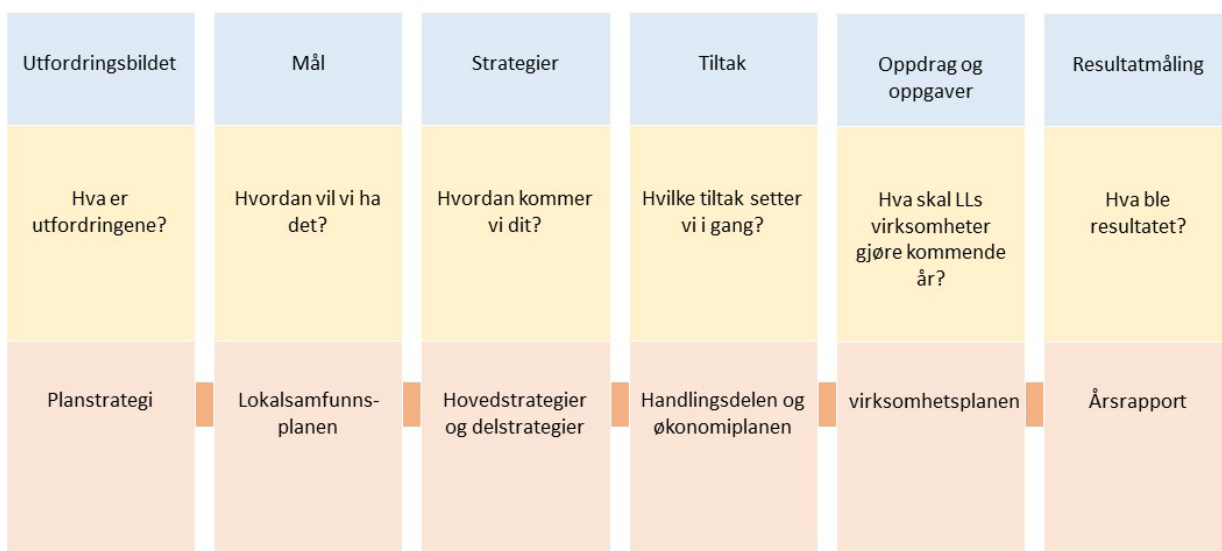 Utfordringsbildet
Mål
Strategier
Tiltak
Oppdrag og
oppgaver
Resultatmåling
Hva er
utfordringene?
Hvordan vil vi ha
det?
Hvordan kommer
vi dit?
Hvilke tiltak setter
vi i gang?
Hva skal LLs
virksomheter
gjøre kommende
år?
Hva ble
resultatet?
Planstrategi
Lokalsamfunns-
planen
Hovedstrategier
og delstrategier
Handlingsdelen og
økonomiplanen
virksomhetsplanen
Årsrapport